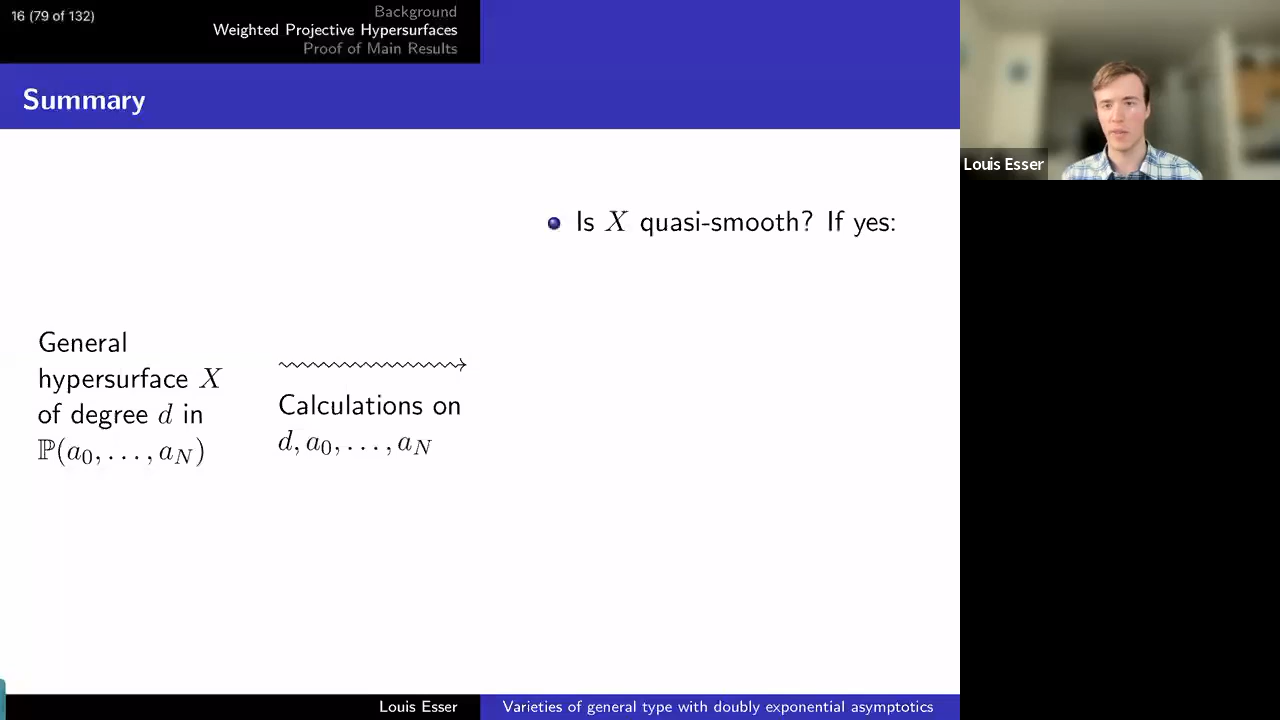 16 (79 of 132)
Background
Weighted Projective Hypersurfaces
Proof of Main Results
Summary
Louis Esser
Is X quasi-smooth? If yes:
General
hypersurface X
of degree d in
ℙ(a₀, . . . , a_N)
Calculations on
d, a₀, . . . , a_N
Louis Esser
Varieties of general type with doubly exponential asymptotics